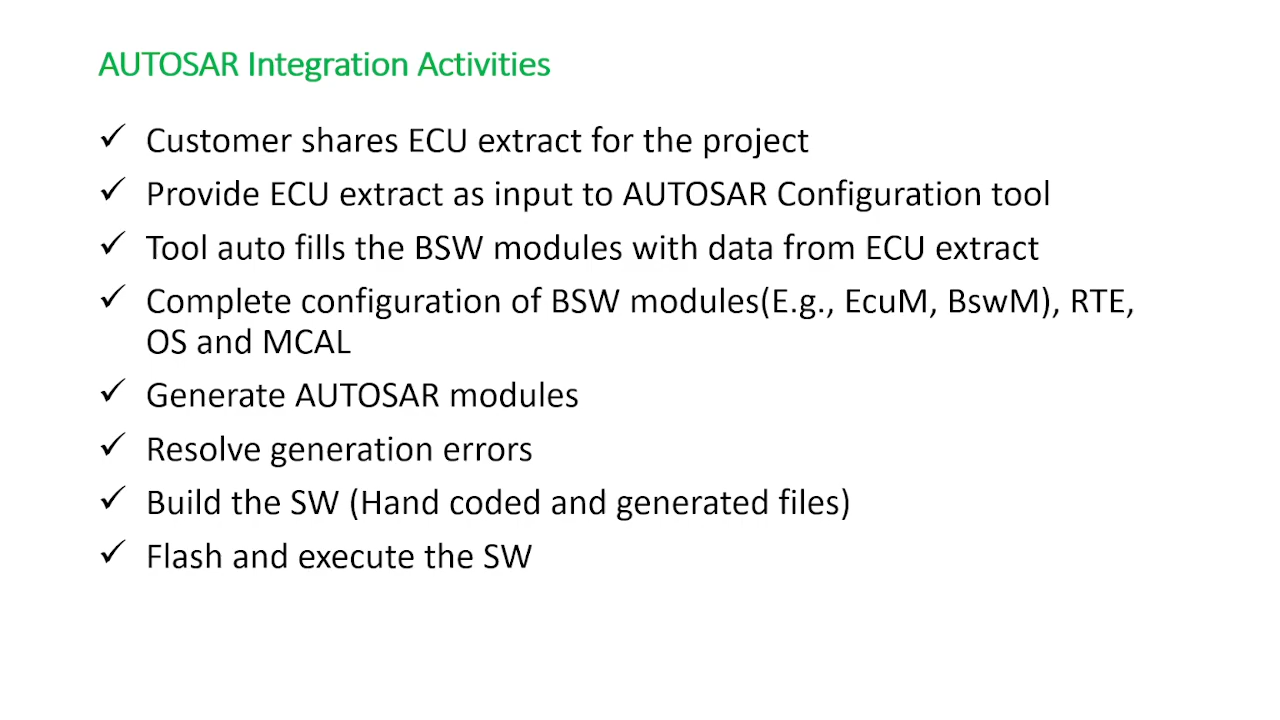 AUTOSAR Integration Activities
✓ Customer shares ECU extract for the project
✓ Provide ECU extract as input to AUTOSAR Configuration tool
✓ Tool auto fills the BSW modules with data from ECU extract
✓ Complete configuration of BSW modules(E.g., EcuM, BswM), RTE,
OS and MCAL
✓ Generate AUTOSAR modules
✓ Resolve generation errors
✓ Build the SW (Hand coded and generated files)
✓ Flash and execute the SW